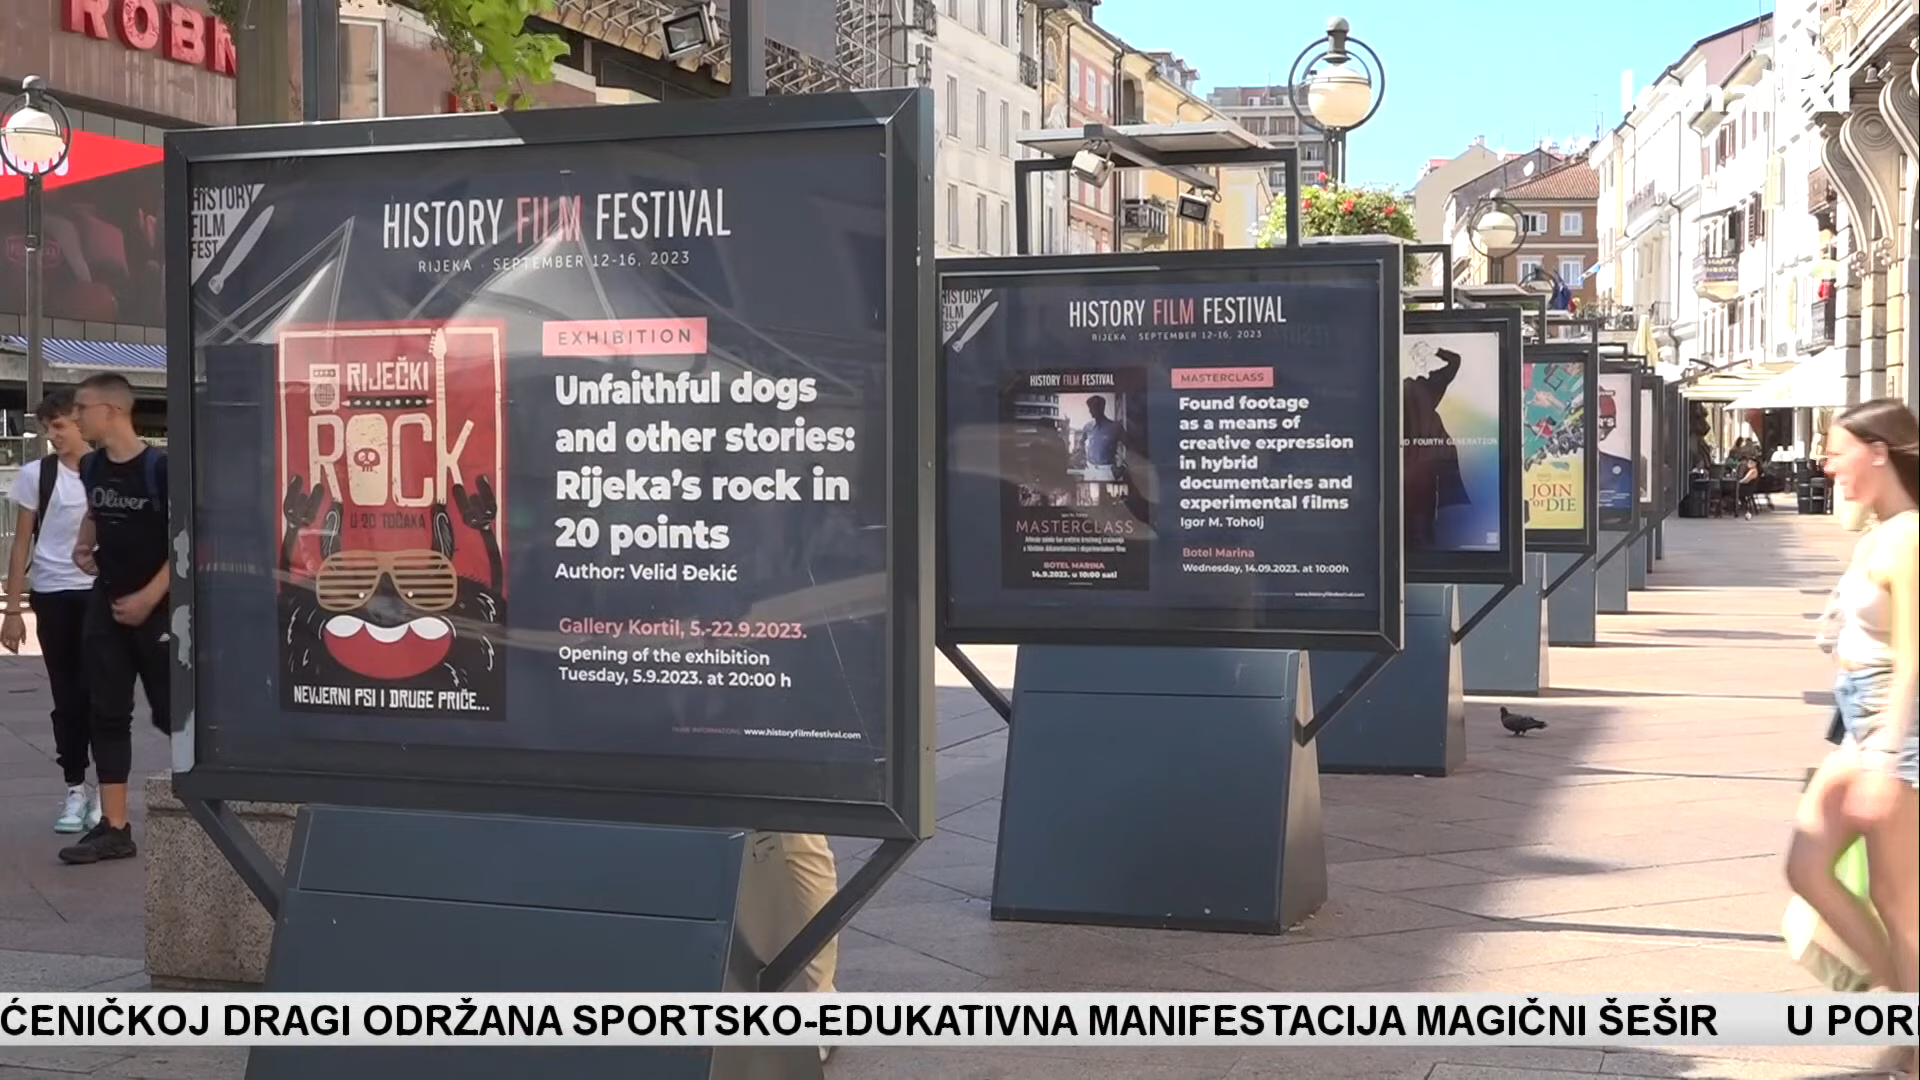 ROBN
HISTORY
FILM
FEST
HISTORY FILM FESTIVAL
RIJEKA · SEPTEMBER 12-16, 2023
RIJEČKI
ROCK
U 20 TOČAKA
NEVJERNI PSI I DRUGE PRIČE...
EXHIBITION
Unfaithful dogs
and other stories:
Rijeka's rock in
20 points
Author: Velid Đekić
Gallery Kortil, 5.-22.9.2023.
Opening of the exhibition
Tuesday, 5.9.2023. at 20:00 h
www.historyfilmfestival.com
Oliver
HISTORY
FILM
FEST
HISTORY FILM FESTIVAL
RIJEKA · SEPTEMBER 12-16, 2023
HISTORY FILM FESTIVAL
MASTERCLASS
BOTEL MARINA
14.9.2023. u 10:00 sati
MASTERCLASS
Found footage
as a means of
creative expression
in hybrid
documentaries and
experimental films
Igor M. Toholj
Botel Marina
Wednesday, 14.09.2023. at 10:00h
www.historyfilmfestival.com
FOURTH GENERATION
JOIN
or DIE
ĆENIČKOJ DRAGI ODRŽANA SPORTSKO-EDUKATIVNA MANIFESTACIJA MAGIČNI ŠEŠIR U POR